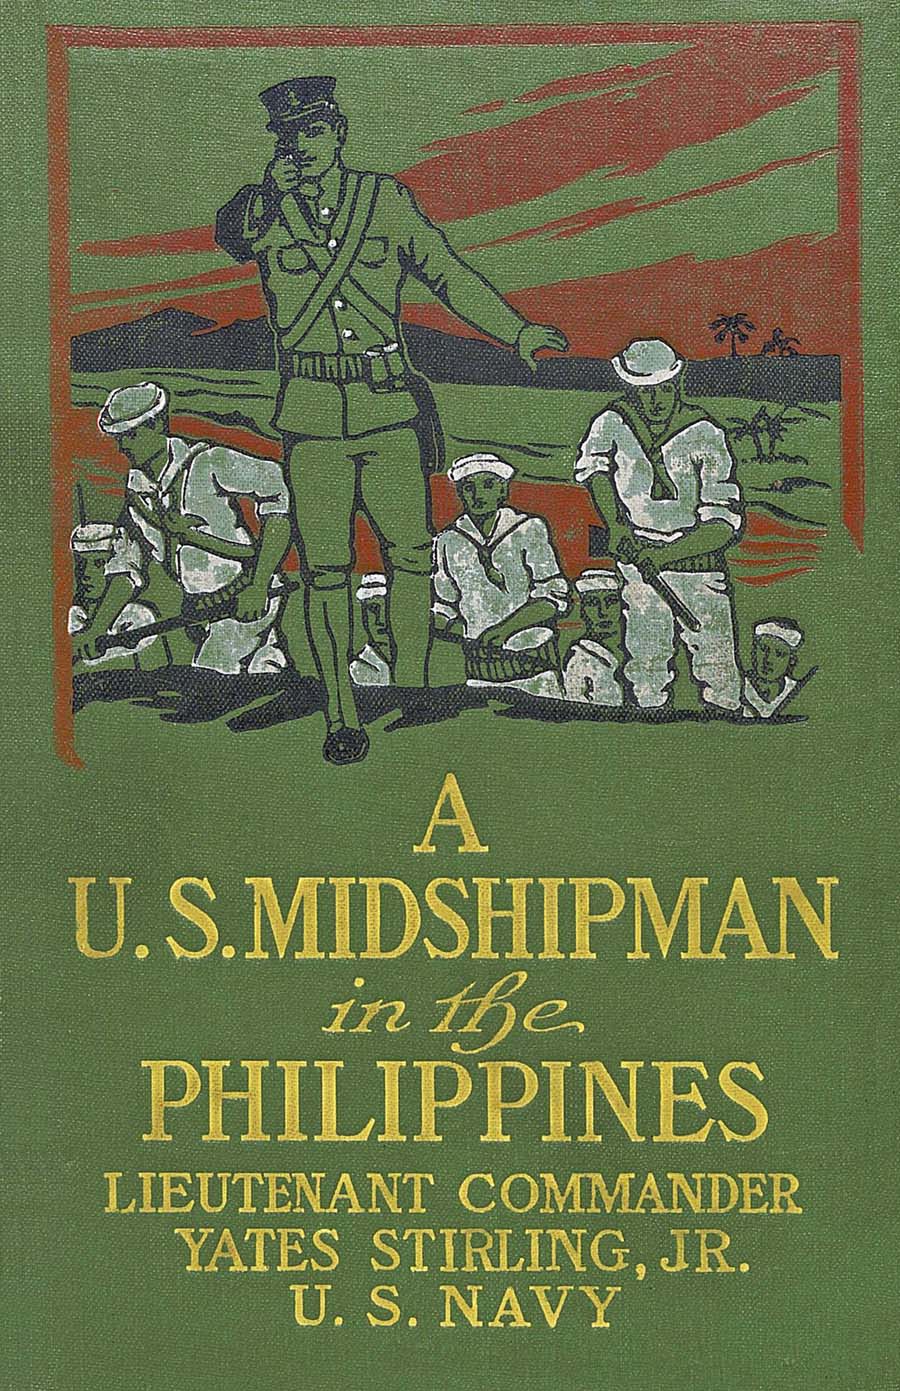 A
U.S. MIDSHIPMAN
in the
PHILIPPINES
LIEUTENANT COMMANDER
YATES STIRLING, JR.
U. S. NAVY